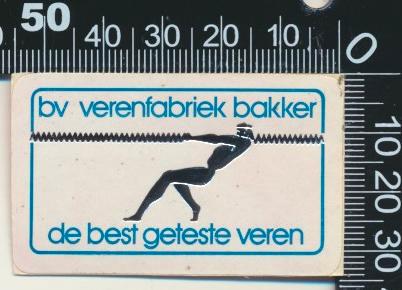 50 40 30 20 10 0
bv verenfabriek bakker
de best geteste veren
10 20 30